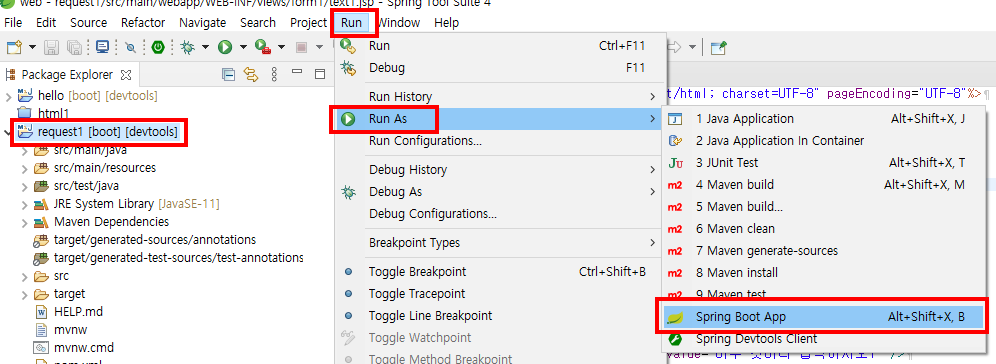 web - request1/src/main/webapp/WEB-INF/views/form1/text1.jsp - Spring Tool Suite 4
File Edit Source Refactor Navigate Search Project Run Window Help
Package Explorer
hello [boot] [devtools]
html1
request1 [boot] [devtools]
src/main/java
src/main/resources
src/test/java
JRE System Library [JavaSE-11]
Maven Dependencies
target/generated-sources/annotations
target/generated-test-sources/test-annotations
src
target
HELP.md
mvnw
mvnw.cmd
Run Ctrl+F11
Debug F11
Run History
Run As
Run Configurations...
Debug History
Debug As
Debug Configurations...
Breakpoint Types
Toggle Breakpoint Ctrl+Shift+B
Toggle Tracepoint
Toggle Line Breakpoint
Toggle Watchpoint
Toggle Method Breakpoint
t/html; charset=UTF-8" pageEncoding="UTF-8"%>
1 Java Application Alt+Shift+X, J
2 Java Application In Container
3 JUnit Test Alt+Shift+X, T
4 Maven build Alt+Shift+X, M
5 Maven build...
6 Maven clean
7 Maven generate-sources
8 Maven install
9 Maven test
Spring Boot App Alt+Shift+X, B
Spring Devtools Client